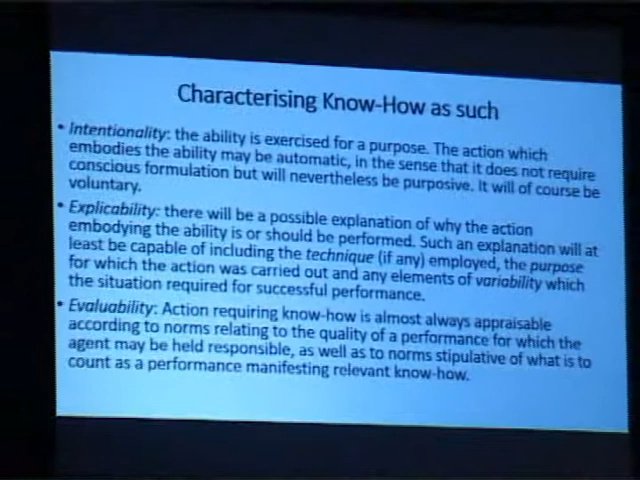 Characterising Know-How as such
• Intentionality: the ability is exercised for a purpose. The action which
embodies the ability may be automatic, in the sense that it does not require
conscious formulation but will nevertheless be purposive. It will of course be
voluntary.
• Explicability: there will be a possible explanation of why the action
embodying the ability is or should be performed. Such an explanation will at
least be capable of including the technique (if any) employed, the purpose
for which the action was carried out and any elements of variability which
the situation required for successful performance.
• Evaluability: Action requiring know-how is almost always appraisable
according to norms relating to the quality of a performance for which the
agent may be held responsible, as well as to norms stipulative of what is to
count as a performance manifesting relevant know-how.